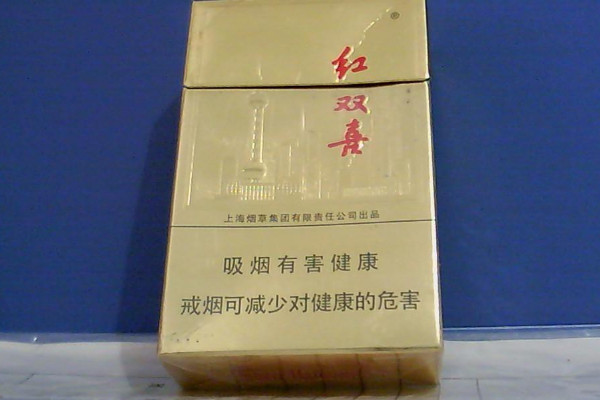 ®
红
双
喜
上海烟草集团有限责任公司出品
吸烟有害健康
戒烟可减少对健康的危害